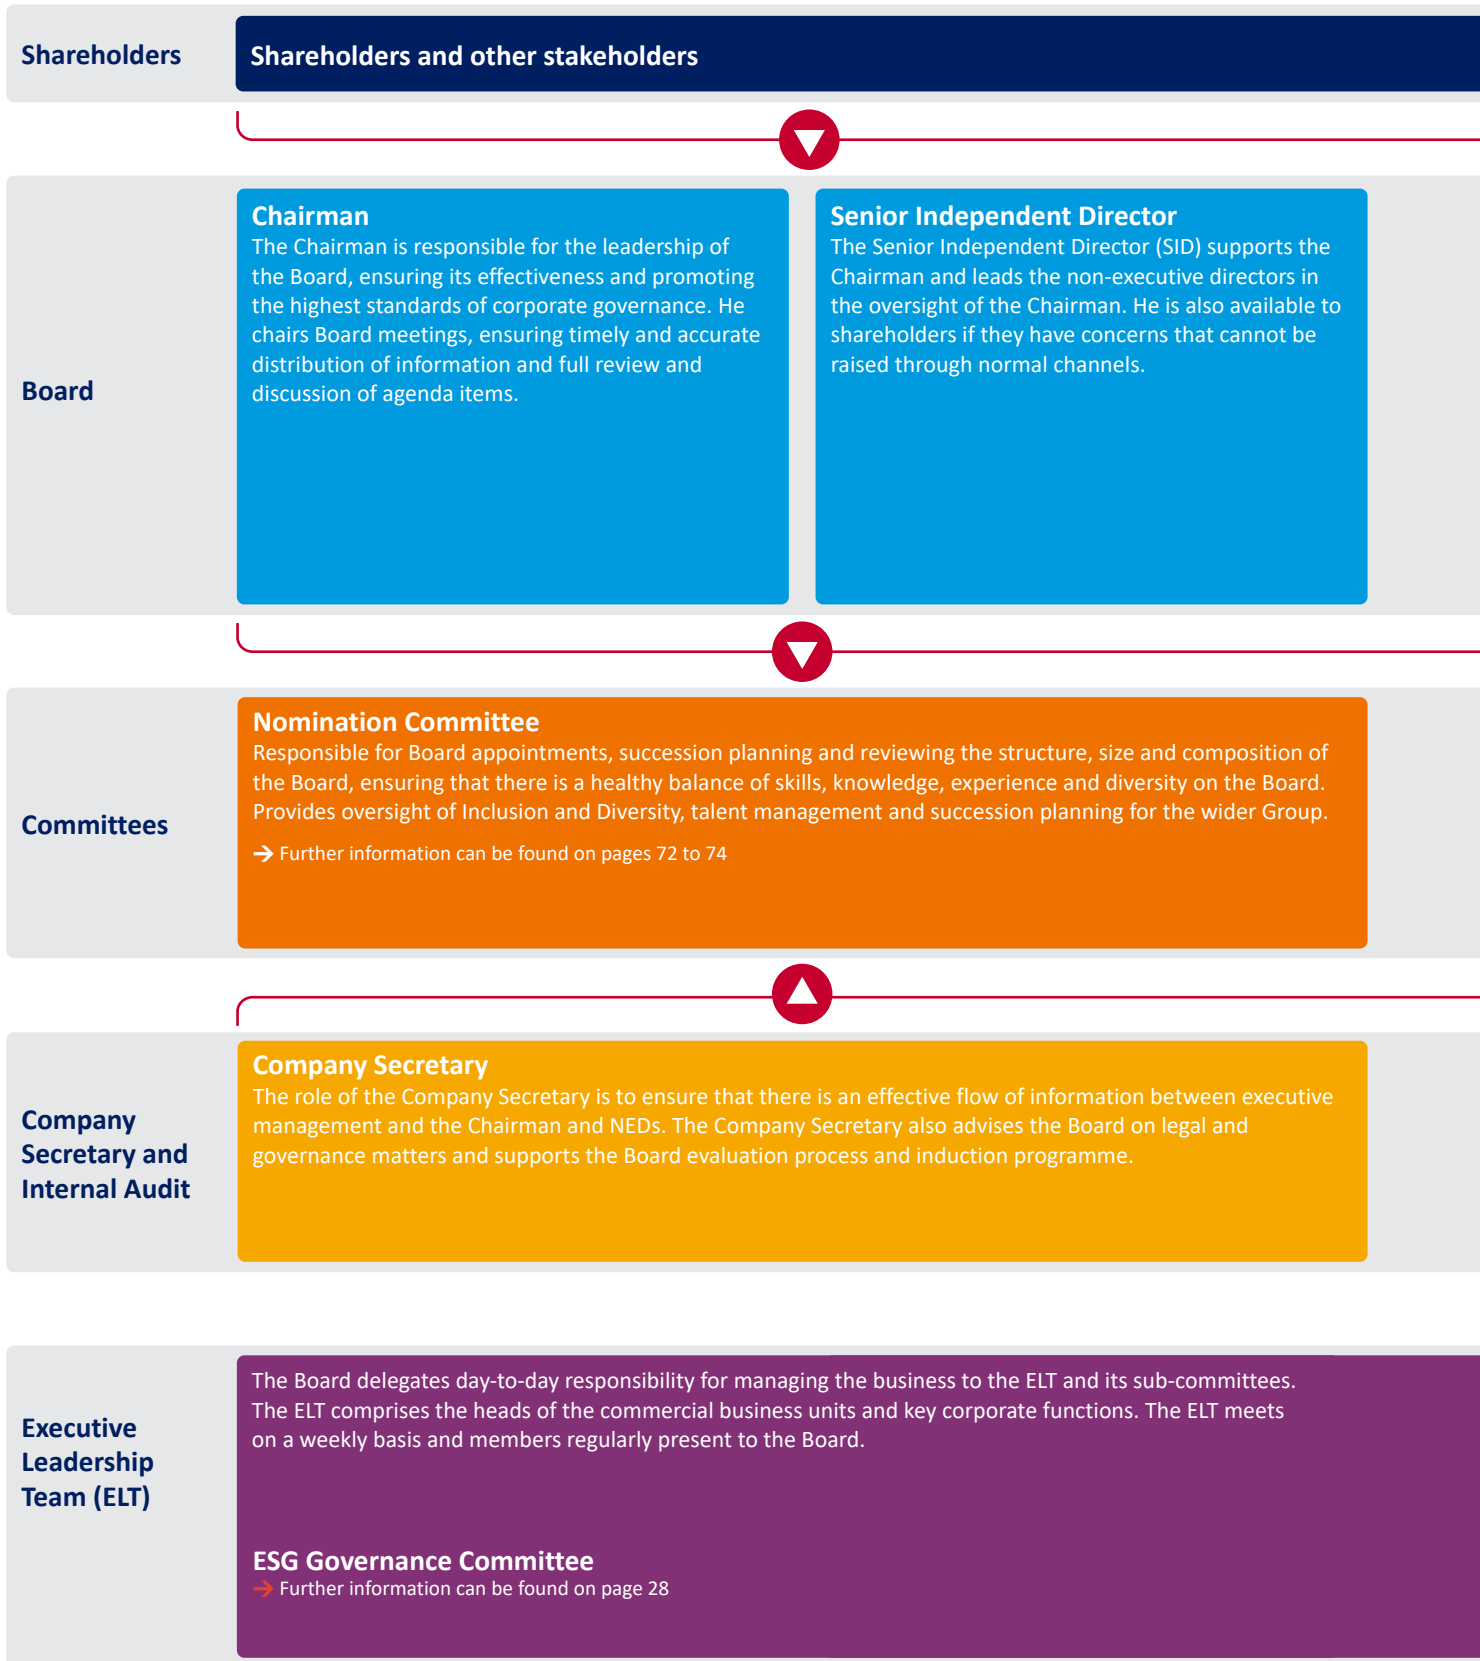 Shareholders
Shareholders and other stakeholders
Board
Chairman
The Chairman is responsible for the leadership of
the Board, ensuring its effectiveness and promoting
the highest standards of corporate governance. He
chairs Board meetings, ensuring timely and accurate
distribution of information and full review and
discussion of agenda items.
Senior Independent Director
The Senior Independent Director (SID) supports the
Chairman and leads the non-executive directors in
the oversight of the Chairman. He is also available to
shareholders if they have concerns that cannot be
raised through normal channels.
Committees
Nomination Committee
Responsible for Board appointments, succession planning and reviewing the structure, size and composition of
the Board, ensuring that there is a healthy balance of skills, knowledge, experience and diversity on the Board.
Provides oversight of Inclusion and Diversity, talent management and succession planning for the wider Group.
→ Further information can be found on pages 72 to 74
Company
Secretary and
Internal Audit
Company Secretary
The role of the Company Secretary is to ensure that there is an effective flow of information between executive
management and the Chairman and NEDs. The Company Secretary also advises the Board on legal and
governance matters and supports the Board evaluation process and induction programme.
Executive
Leadership
Team (ELT)
The Board delegates day-to-day responsibility for managing the business to the ELT and its sub-committees.
The ELT comprises the heads of the commercial business units and key corporate functions. The ELT meets
on a weekly basis and members regularly present to the Board.
ESG Governance Committee
→ Further information can be found on page 28